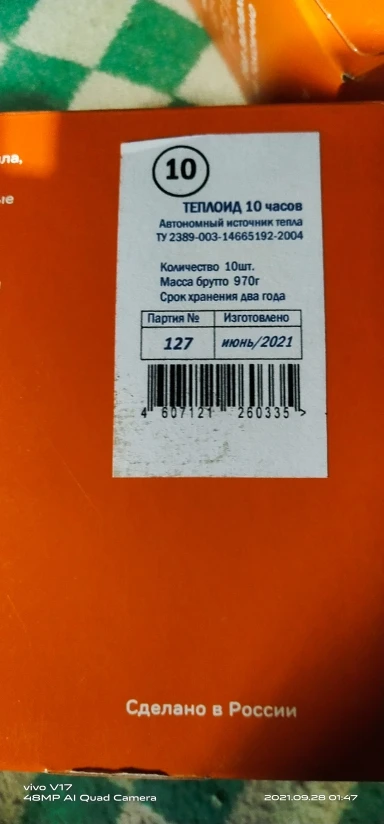 ла,
10
ТЕПЛОИД 10 часов
Автономный источник тепла
ТУ 2389-003-14665192-2004
Количество 10шт.
Масса брутто 970г
Срок хранения два года
Партия № Изготовлено
127 июнь/2021
4 607121 260335 >
Сделано в России
vivo V17
48MP AI Quad Camera
2021.09.28 01:47